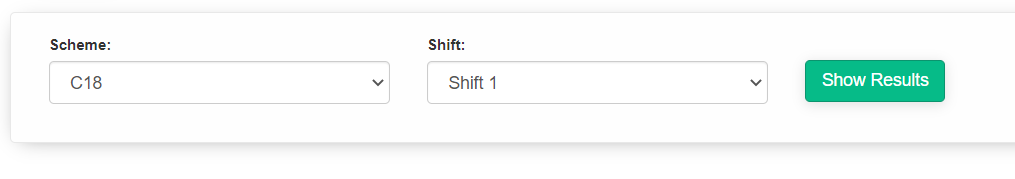 Scheme:
Shift:
C18
Shift 1
Show Results